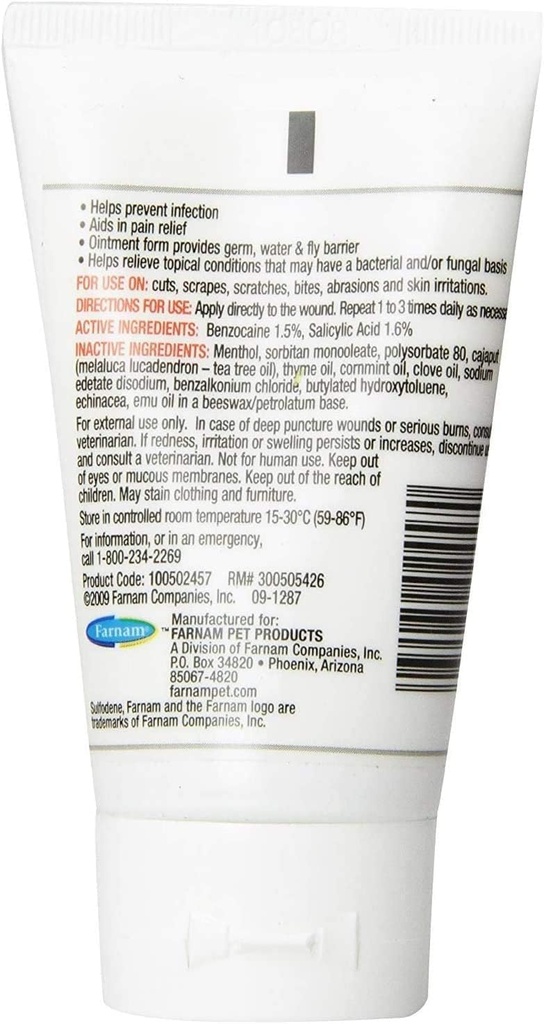 • Helps prevent infection
• Aids in pain relief
• Ointment form provides germ, water & fly barrier
• Helps relieve topical conditions that may have a bacterial and/or fungal basis
FOR USE ON: cuts, scrapes, scratches, bites, abrasions and skin irritations.
DIRECTIONS FOR USE: Apply directly to the wound. Repeat 1 to 3 times daily as
ACTIVE INGREDIENTS: Benzocaine 1.5%, Salicylic Acid 1.6%
INACTIVE INGREDIENTS: Menthol, sorbitan monooleate, polysorbate 80, cajaput
(melaluca lucadendron – tea tree oil), thyme oil, cornmint oil, clove oil, sodium
edetate disodium, benzalkonium chloride, butylated hydroxytoluene,
echinacea, emu oil in a beeswax/petrolatum base.
For external use only. In case of deep puncture wounds or serious burns,
veterinarian. If redness, irritation or swelling persists or increases, discontinue
and consult a veterinarian. Not for human use. Keep out
of eyes or mucous membranes. Keep out of the reach of
children. May stain clothing and furniture.
Store in controlled room temperature 15-30°C (59-86°F)
For information, or in an emergency,
call 1-800-234-2269
Product Code: 100502457 RM# 300505426
©2009 Farnam Companies, Inc. 09-1287
Farnam™
Manufactured for:
FARNAM PET PRODUCTS
A Division of Farnam Companies, Inc.
P.O. Box 34820 • Phoenix, Arizona
85067-4820
farnampet.com
Sulfodene, Farnam and the Farnam logo are
trademarks of Farnam Companies, Inc.